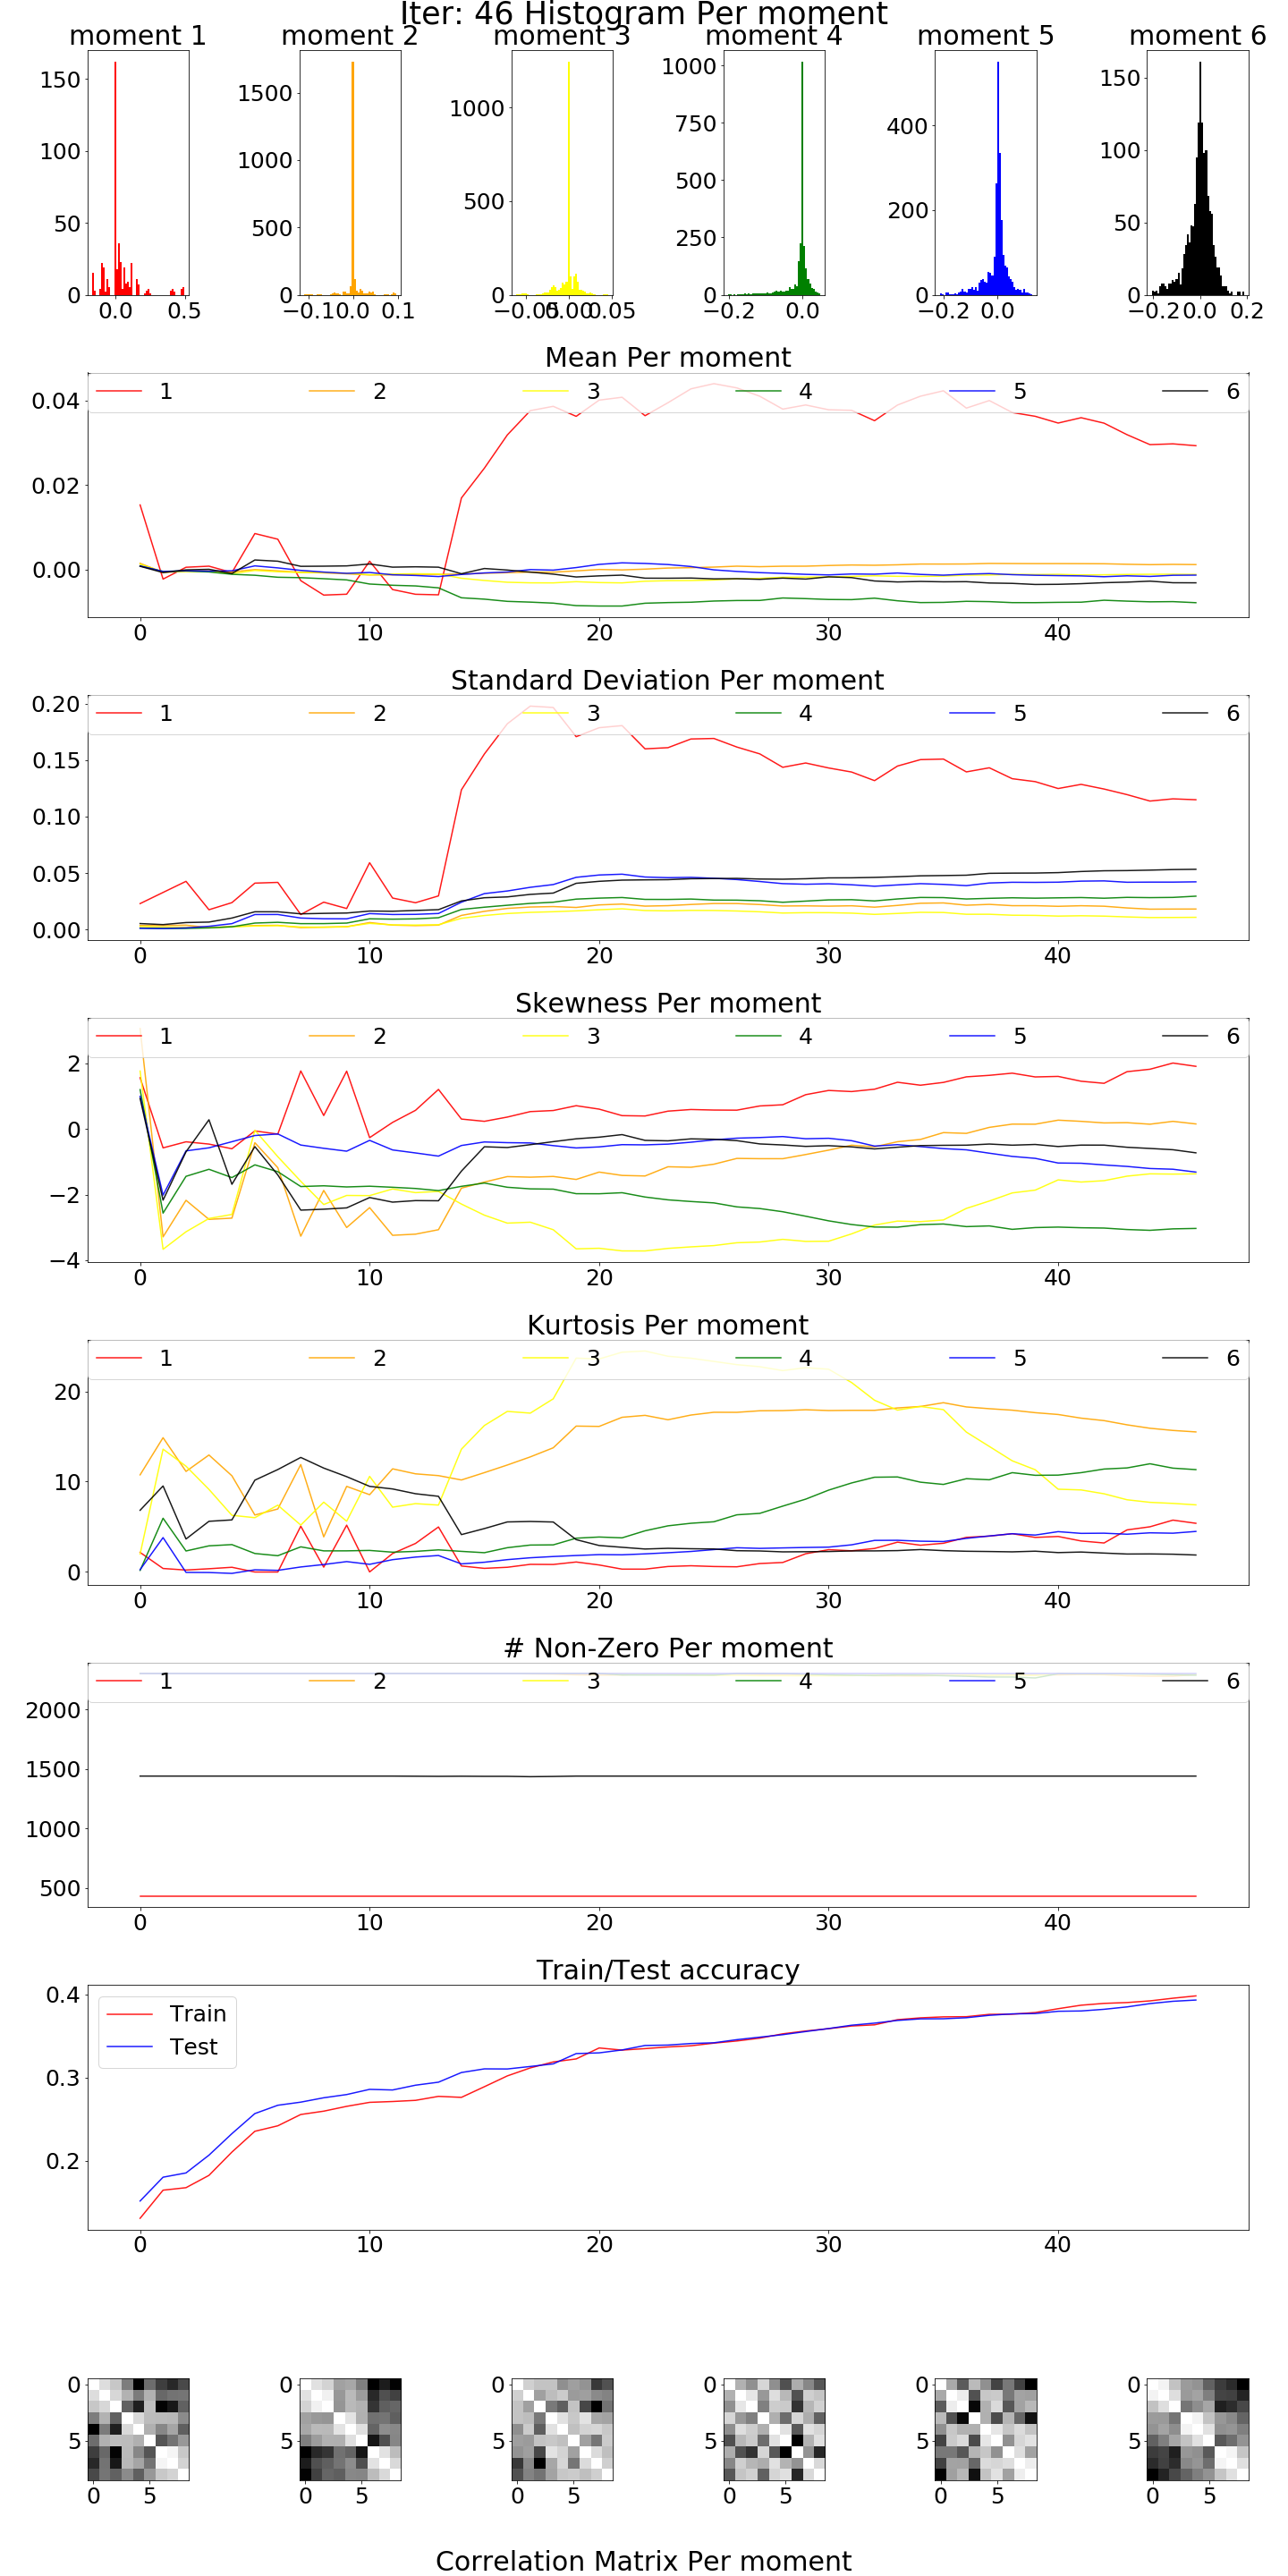 Iter: 46 Histogram Per moment
moment 1 moment 2 moment 3 moment 4 moment 5 moment 6
150 100 50 0
0.0 0.5
1500 1000 500 0
−0.1 0.0 0.1
1000 500 0
−0.05 0.00 0.05
1000 750 500 250 0
−0.2 0.0
400 200 0
−0.2 0.0
150 100 50 0
−0.2 0.0 0.2
Mean Per moment
1 2 3 4 5 6
0.04
0.02
0.00
0 10 20 30 40
Standard Deviation Per moment
1 2 3 4 5 6
0.20
0.15
0.10
0.05
0.00
0 10 20 30 40
Skewness Per moment
1 2 3 4 5 6
2
0
−2
−4
0 10 20 30 40
Kurtosis Per moment
1 2 3 4 5 6
20
10
0
0 10 20 30 40
# Non-Zero Per moment
1 2 3 4 5 6
2000
1500
1000
500
0 10 20 30 40
Train/Test accuracy
Train
Test
0.4
0.3
0.2
0 10 20 30 40
0 0 0 0 0 0
5 5 5 5 5 5
0 5 0 5 0 5 0 5 0 5 0 5
Correlation Matrix Per moment